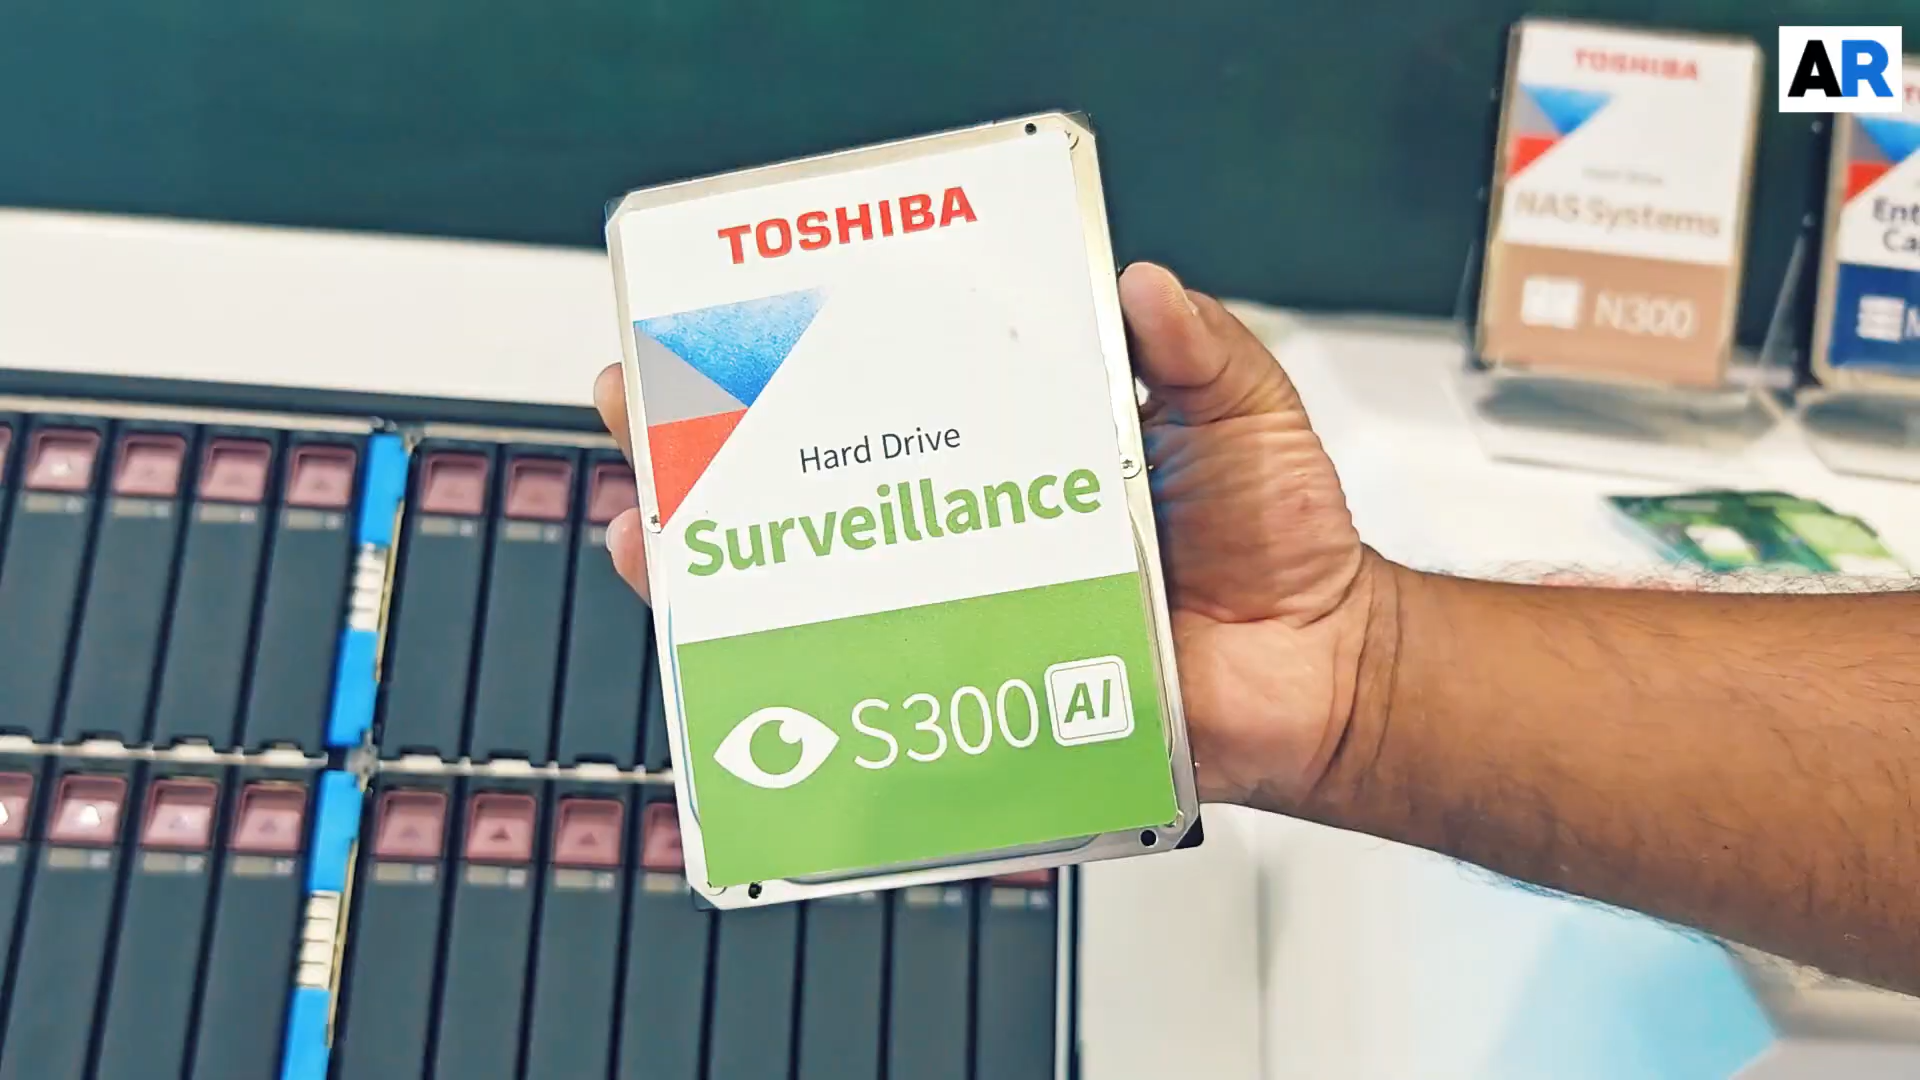 TOSHIBA
Hard Drive
Surveillance
S300 AI
TOSHIBA
NAS Systems
N300
AR